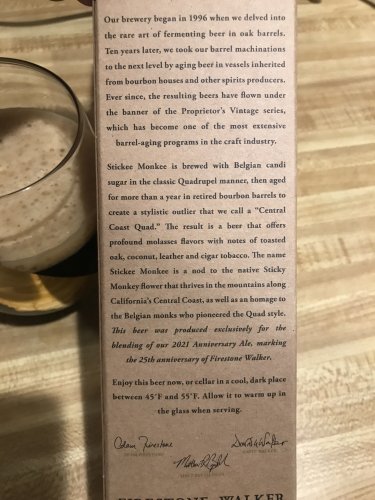 Our brewery began in 1996 when we delved into
the rare art of fermenting beer in oak barrels.
Ten years later, we took our barrel machinations
to the next level by aging beer in vessels inherited
from bourbon houses and other spirits producers.
Ever since, the resulting beers have flown under
the banner of the Proprietor's Vintage series,
which has become one of the most extensive
barrel-aging programs in the craft industry.
Stickee Monkee is brewed with Belgian candi
sugar in the classic Quadrupel manner, then aged
for more than a year in retired bourbon barrels to
create a stylistic outlier that we call a "Central
Coast Quad." The result is a beer that offers
profound molasses flavors with notes of toasted
oak, coconut, leather and cigar tobacco. The name
Stickee Monkee is a nod to the native Sticky
Monkey flower that thrives in the mountains along
California's Central Coast, as well as an homage to
the Belgian monks who pioneered the Quad style.
This beer was produced exclusively for the
blending of our 2021 Anniversary Ale, marking
the 25th anniversary of Firestone Walker.
Enjoy this beer now, or cellar in a cool, dark place
between 45°F and 55°F. Allow it to warm up in
the glass when serving.
Adam Firestone David Walker
ADAM FIRESTONE DAVID WALKER
FIRESTONE WALKER